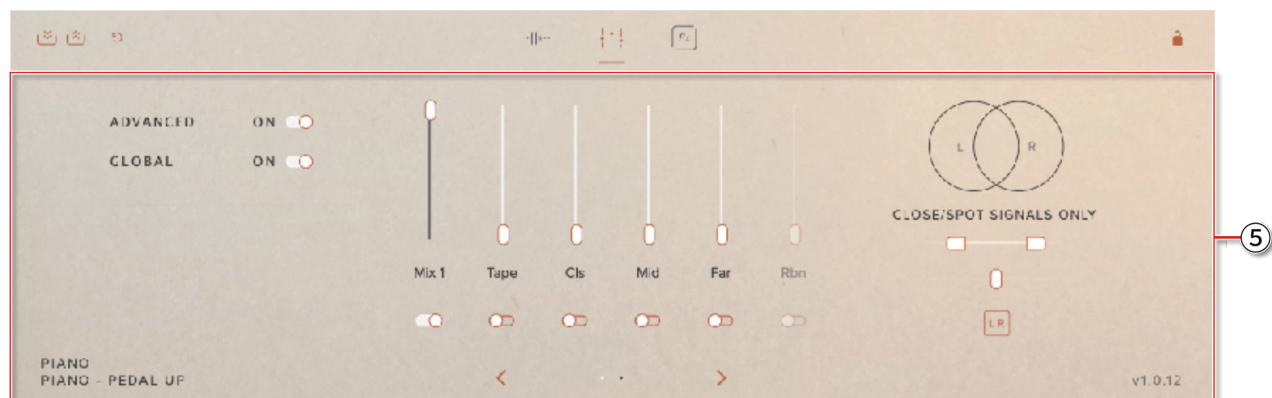 ADVANCED ON
GLOBAL ON
L R
CLOSE/SPOT SIGNALS ONLY
5
Mix 1 Tape Cls Mid Far Rbn
L R
PIANO
PIANO - PEDAL UP
v1.0.12